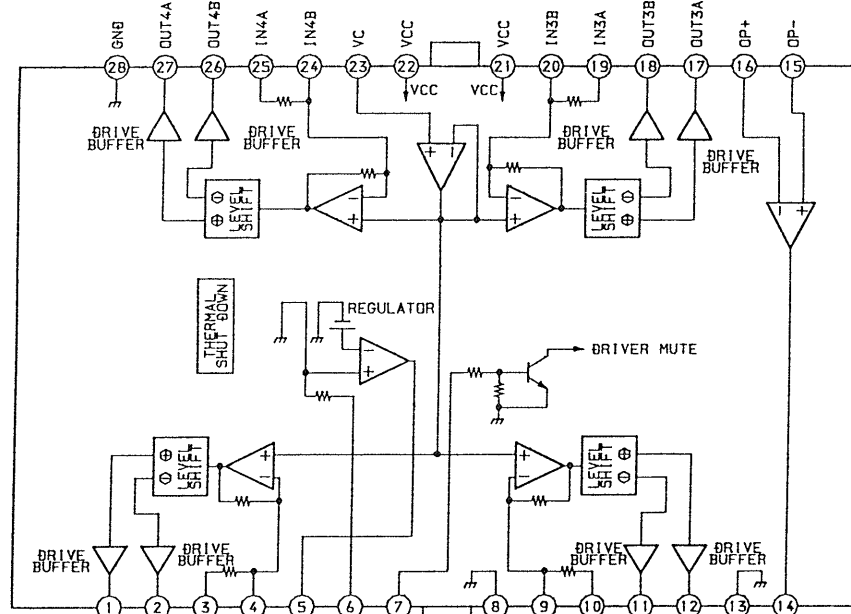 GND
OUT4A
OUT4B
IN4A
IN4B
VC
VCC
VCC
IN3B
IN3A
OUT3B
OUT3A
OP+
OP-
28
27
26
25
24
23
22
21
20
19
18
17
16
15
VCC
VCC
DRIVE
BUFFER
DRIVE
BUFFER
DRIVE
BUFFER
DRIVE
BUFFER
+ −
− +
LEVEL
SHIFT
⊖
⊕
−
+
−
+
LEVEL
SHIFT
⊖
⊕
THERMAL
SHUT DOWN
REGULATOR
−
+
DRIVER MUTE
LEVEL
SHIFT
⊕
⊖
+
−
+
−
LEVEL
SHIFT
⊕
⊖
DRIVE
BUFFER
DRIVE
BUFFER
DRIVE
BUFFER
DRIVE
BUFFER
1
2
3
4
5
6
7
8
9
10
11
12
13
14